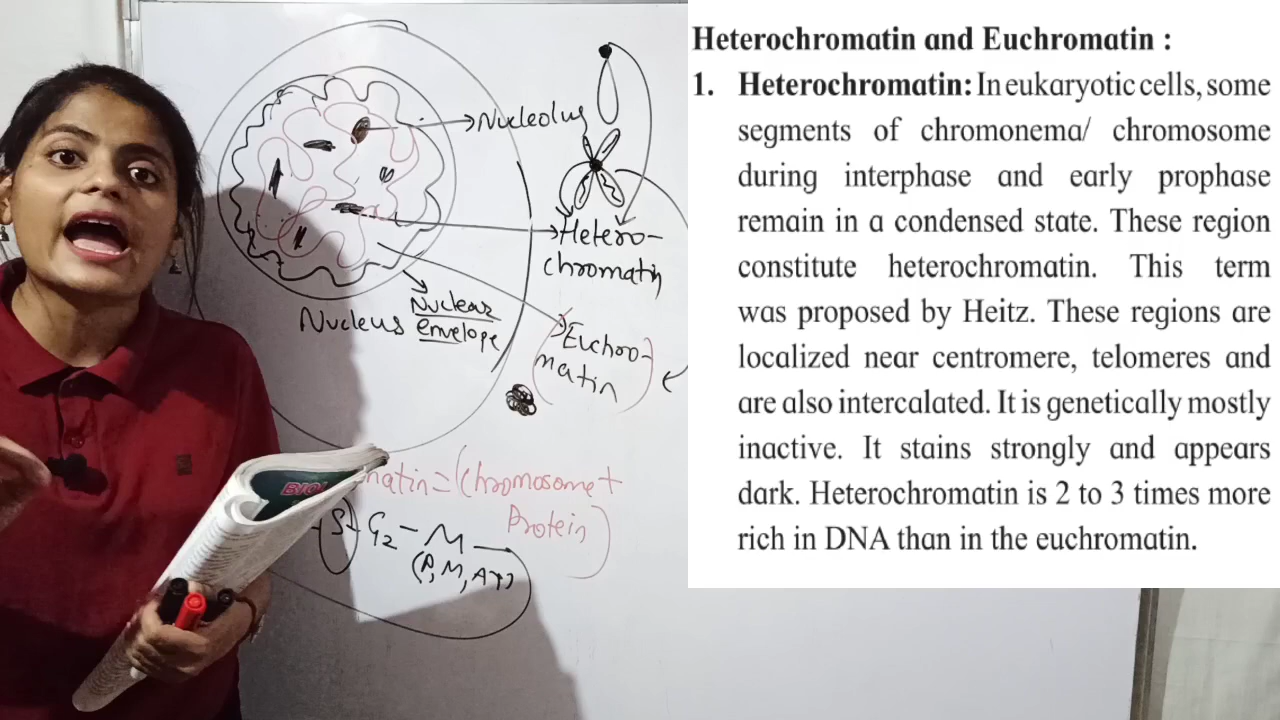 Heterochromatin and Euchromatin :
1. Heterochromatin: In eukaryotic cells, some
segments of chromonema/ chromosome
during interphase and early prophase
remain in a condensed state. These region
constitute heterochromatin. This term
was proposed by Heitz. These regions are
localized near centromere, telomeres and
are also intercalated. It is genetically mostly
inactive. It stains strongly and appears
dark. Heterochromatin is 2 to 3 times more
rich in DNA than in the euchromatin.
Nucleolus
Hetero-
chromatin
Nuclear
Nucleus envelope
Euchro-
matin
matin = (Chromosome +
Protein)
S - G2 - M
BIO